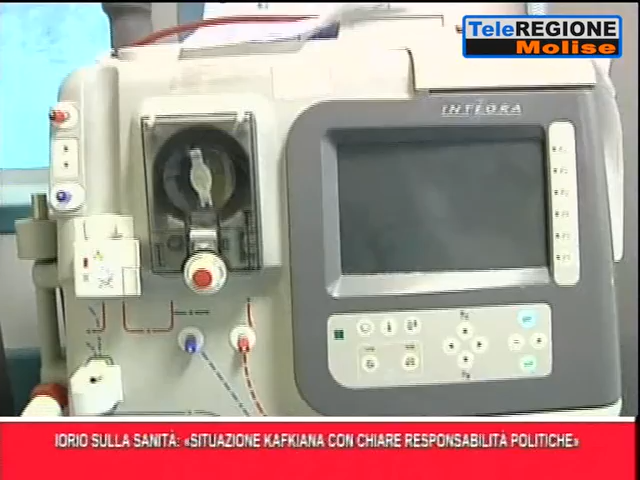 TeleREGIONE
Molise
INTEGRA
IORIO SULLA SANITÀ: «SITUAZIONE KAFKIANA CON CHIARE RESPONSABILITÀ POLITICHE»